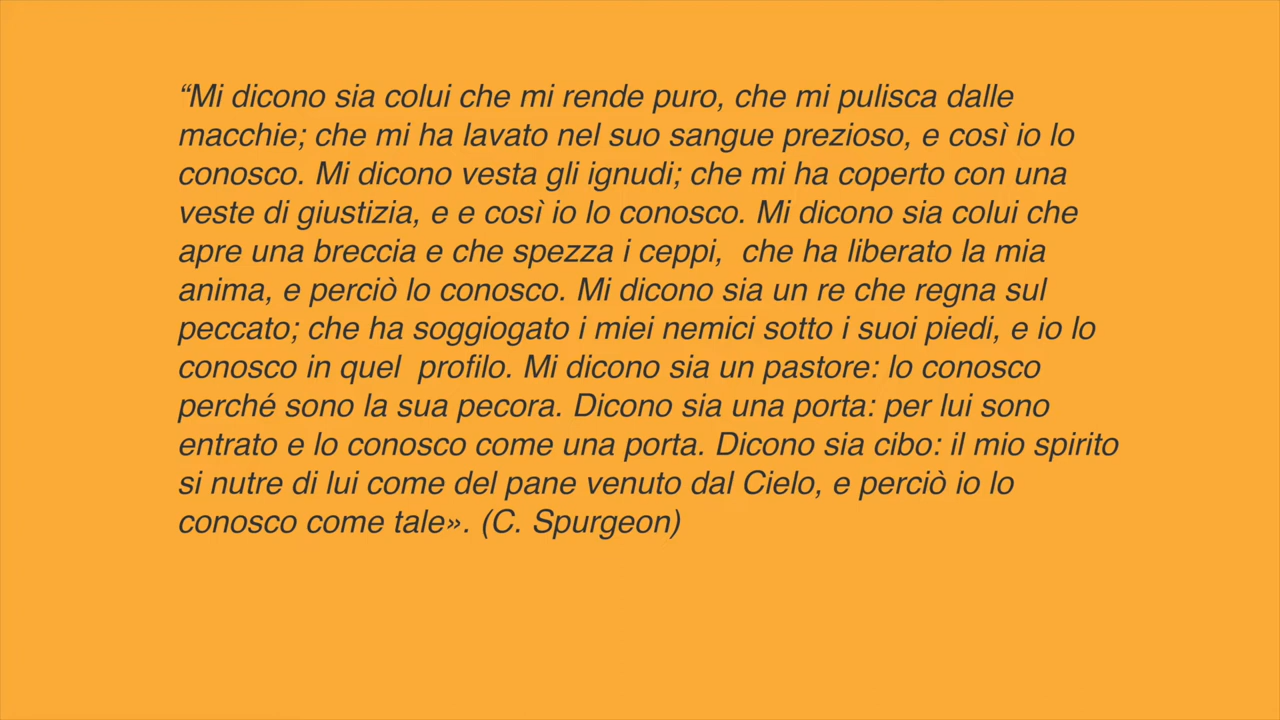 “Mi dicono sia colui che mi rende puro, che mi pulisca dalle
macchie; che mi ha lavato nel suo sangue prezioso, e così io lo
conosco. Mi dicono vesta gli ignudi; che mi ha coperto con una
veste di giustizia, e e così io lo conosco. Mi dicono sia colui che
apre una breccia e che spezza i ceppi,  che ha liberato la mia
anima, e perciò lo conosco. Mi dicono sia un re che regna sul
peccato; che ha soggiogato i miei nemici sotto i suoi piedi, e io lo
conosco in quel  profilo. Mi dicono sia un pastore: lo conosco
perché sono la sua pecora. Dicono sia una porta: per lui sono
entrato e lo conosco come una porta. Dicono sia cibo: il mio spirito
si nutre di lui come del pane venuto dal Cielo, e perciò io lo
conosco come tale». (C. Spurgeon)